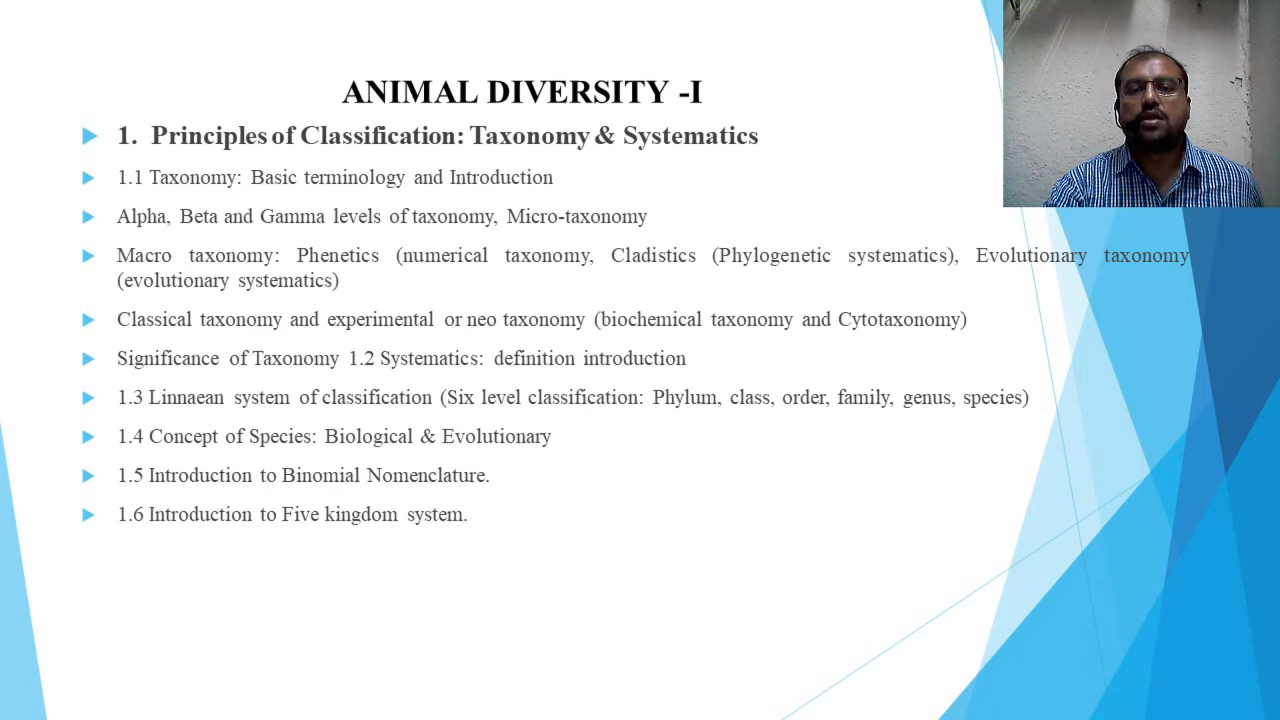 ANIMAL DIVERSITY -I
1. Principles of Classification: Taxonomy & Systematics
1.1 Taxonomy: Basic terminology and Introduction
Alpha, Beta and Gamma levels of taxonomy, Micro-taxonomy
Macro taxonomy: Phenetics (numerical taxonomy, Cladistics (Phylogenetic systematics), Evolutionary taxonomy
(evolutionary systematics)
Classical taxonomy and experimental or neo taxonomy (biochemical taxonomy and Cytotaxonomy)
Significance of Taxonomy 1.2 Systematics: definition introduction
1.3 Linnaean system of classification (Six level classification: Phylum, class, order, family, genus, species)
1.4 Concept of Species: Biological & Evolutionary
1.5 Introduction to Binomial Nomenclature.
1.6 Introduction to Five kingdom system.